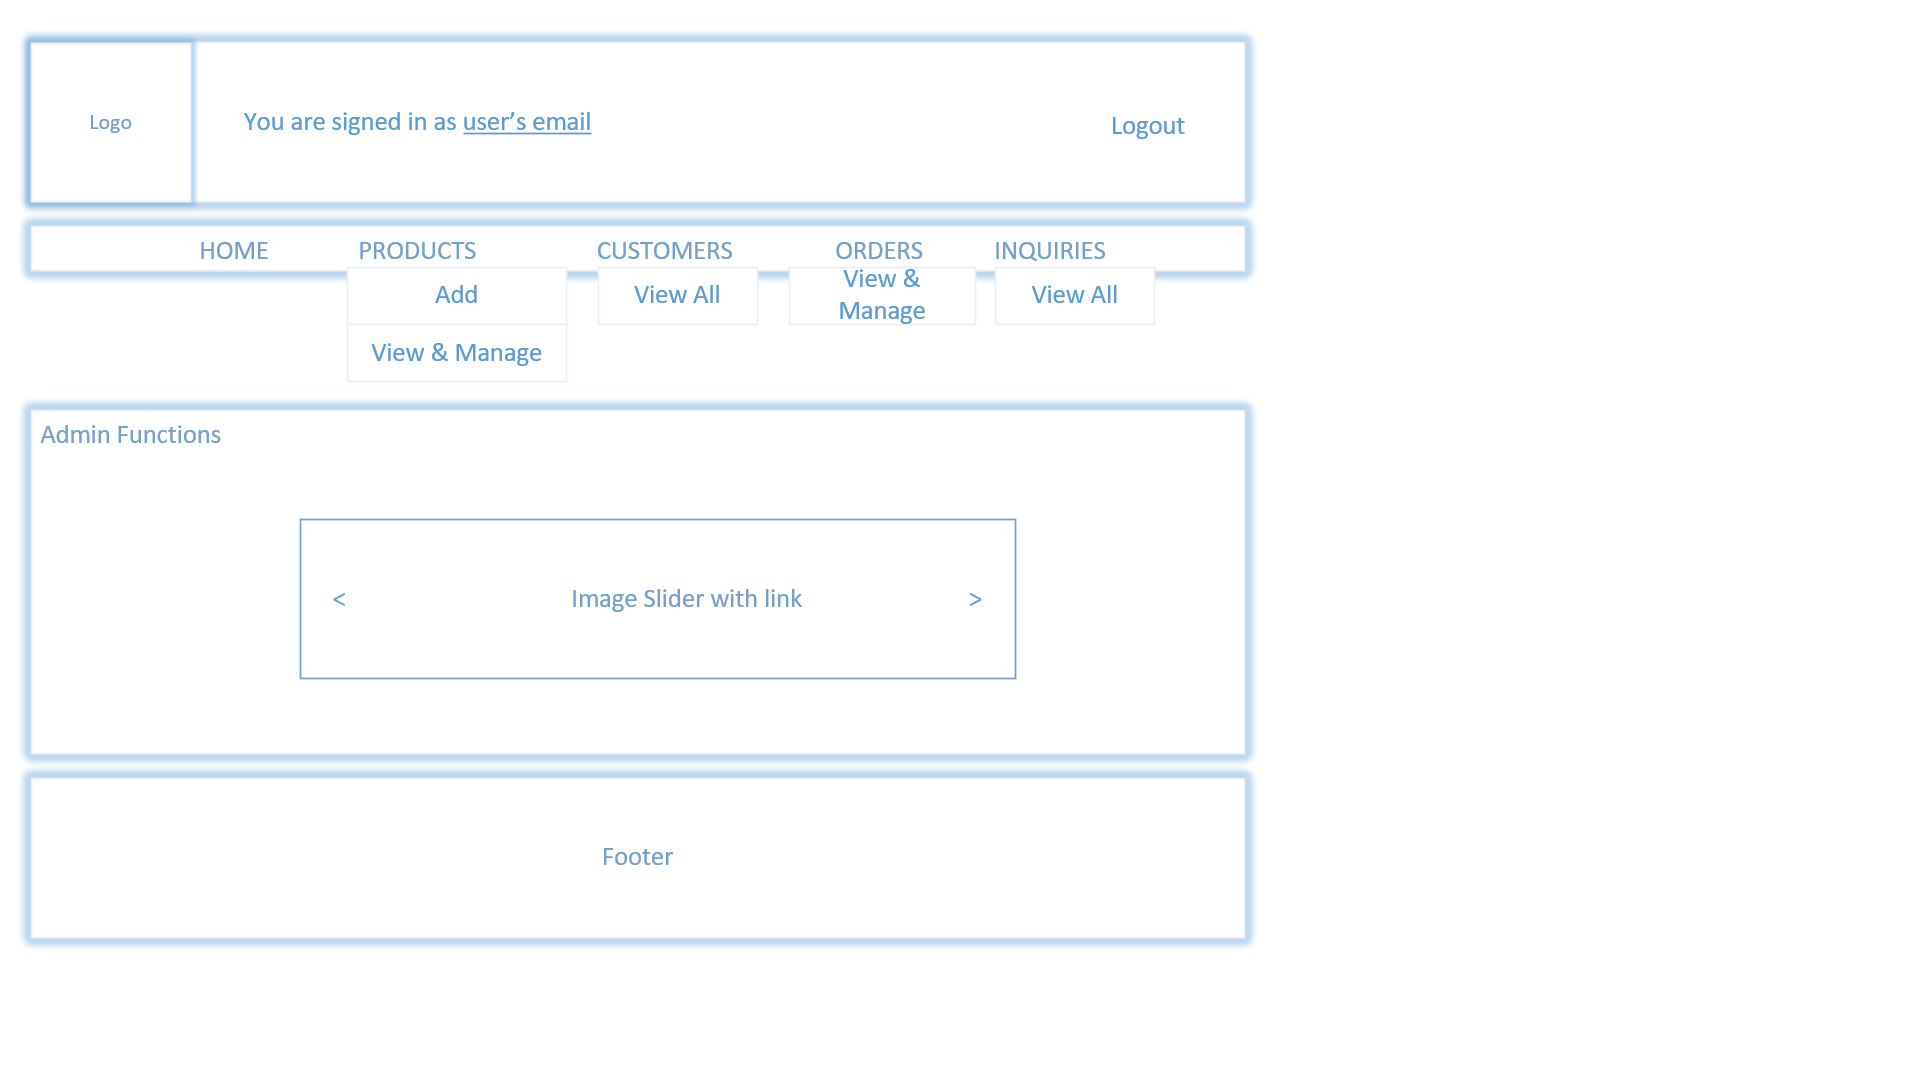 Logo
You are signed in as user’s email
Logout
HOME
PRODUCTS
CUSTOMERS
ORDERS
INQUIRIES
Add
View & Manage
View All
View &
Manage
View All
Admin Functions
<
Image Slider with link
>
Footer